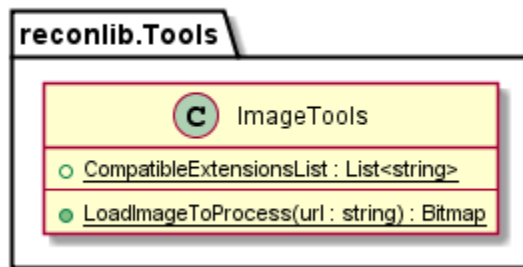 reconlib.Tools
C ImageTools
CompatibleExtensionsList : List<string>
LoadImageToProcess(url : string) : Bitmap